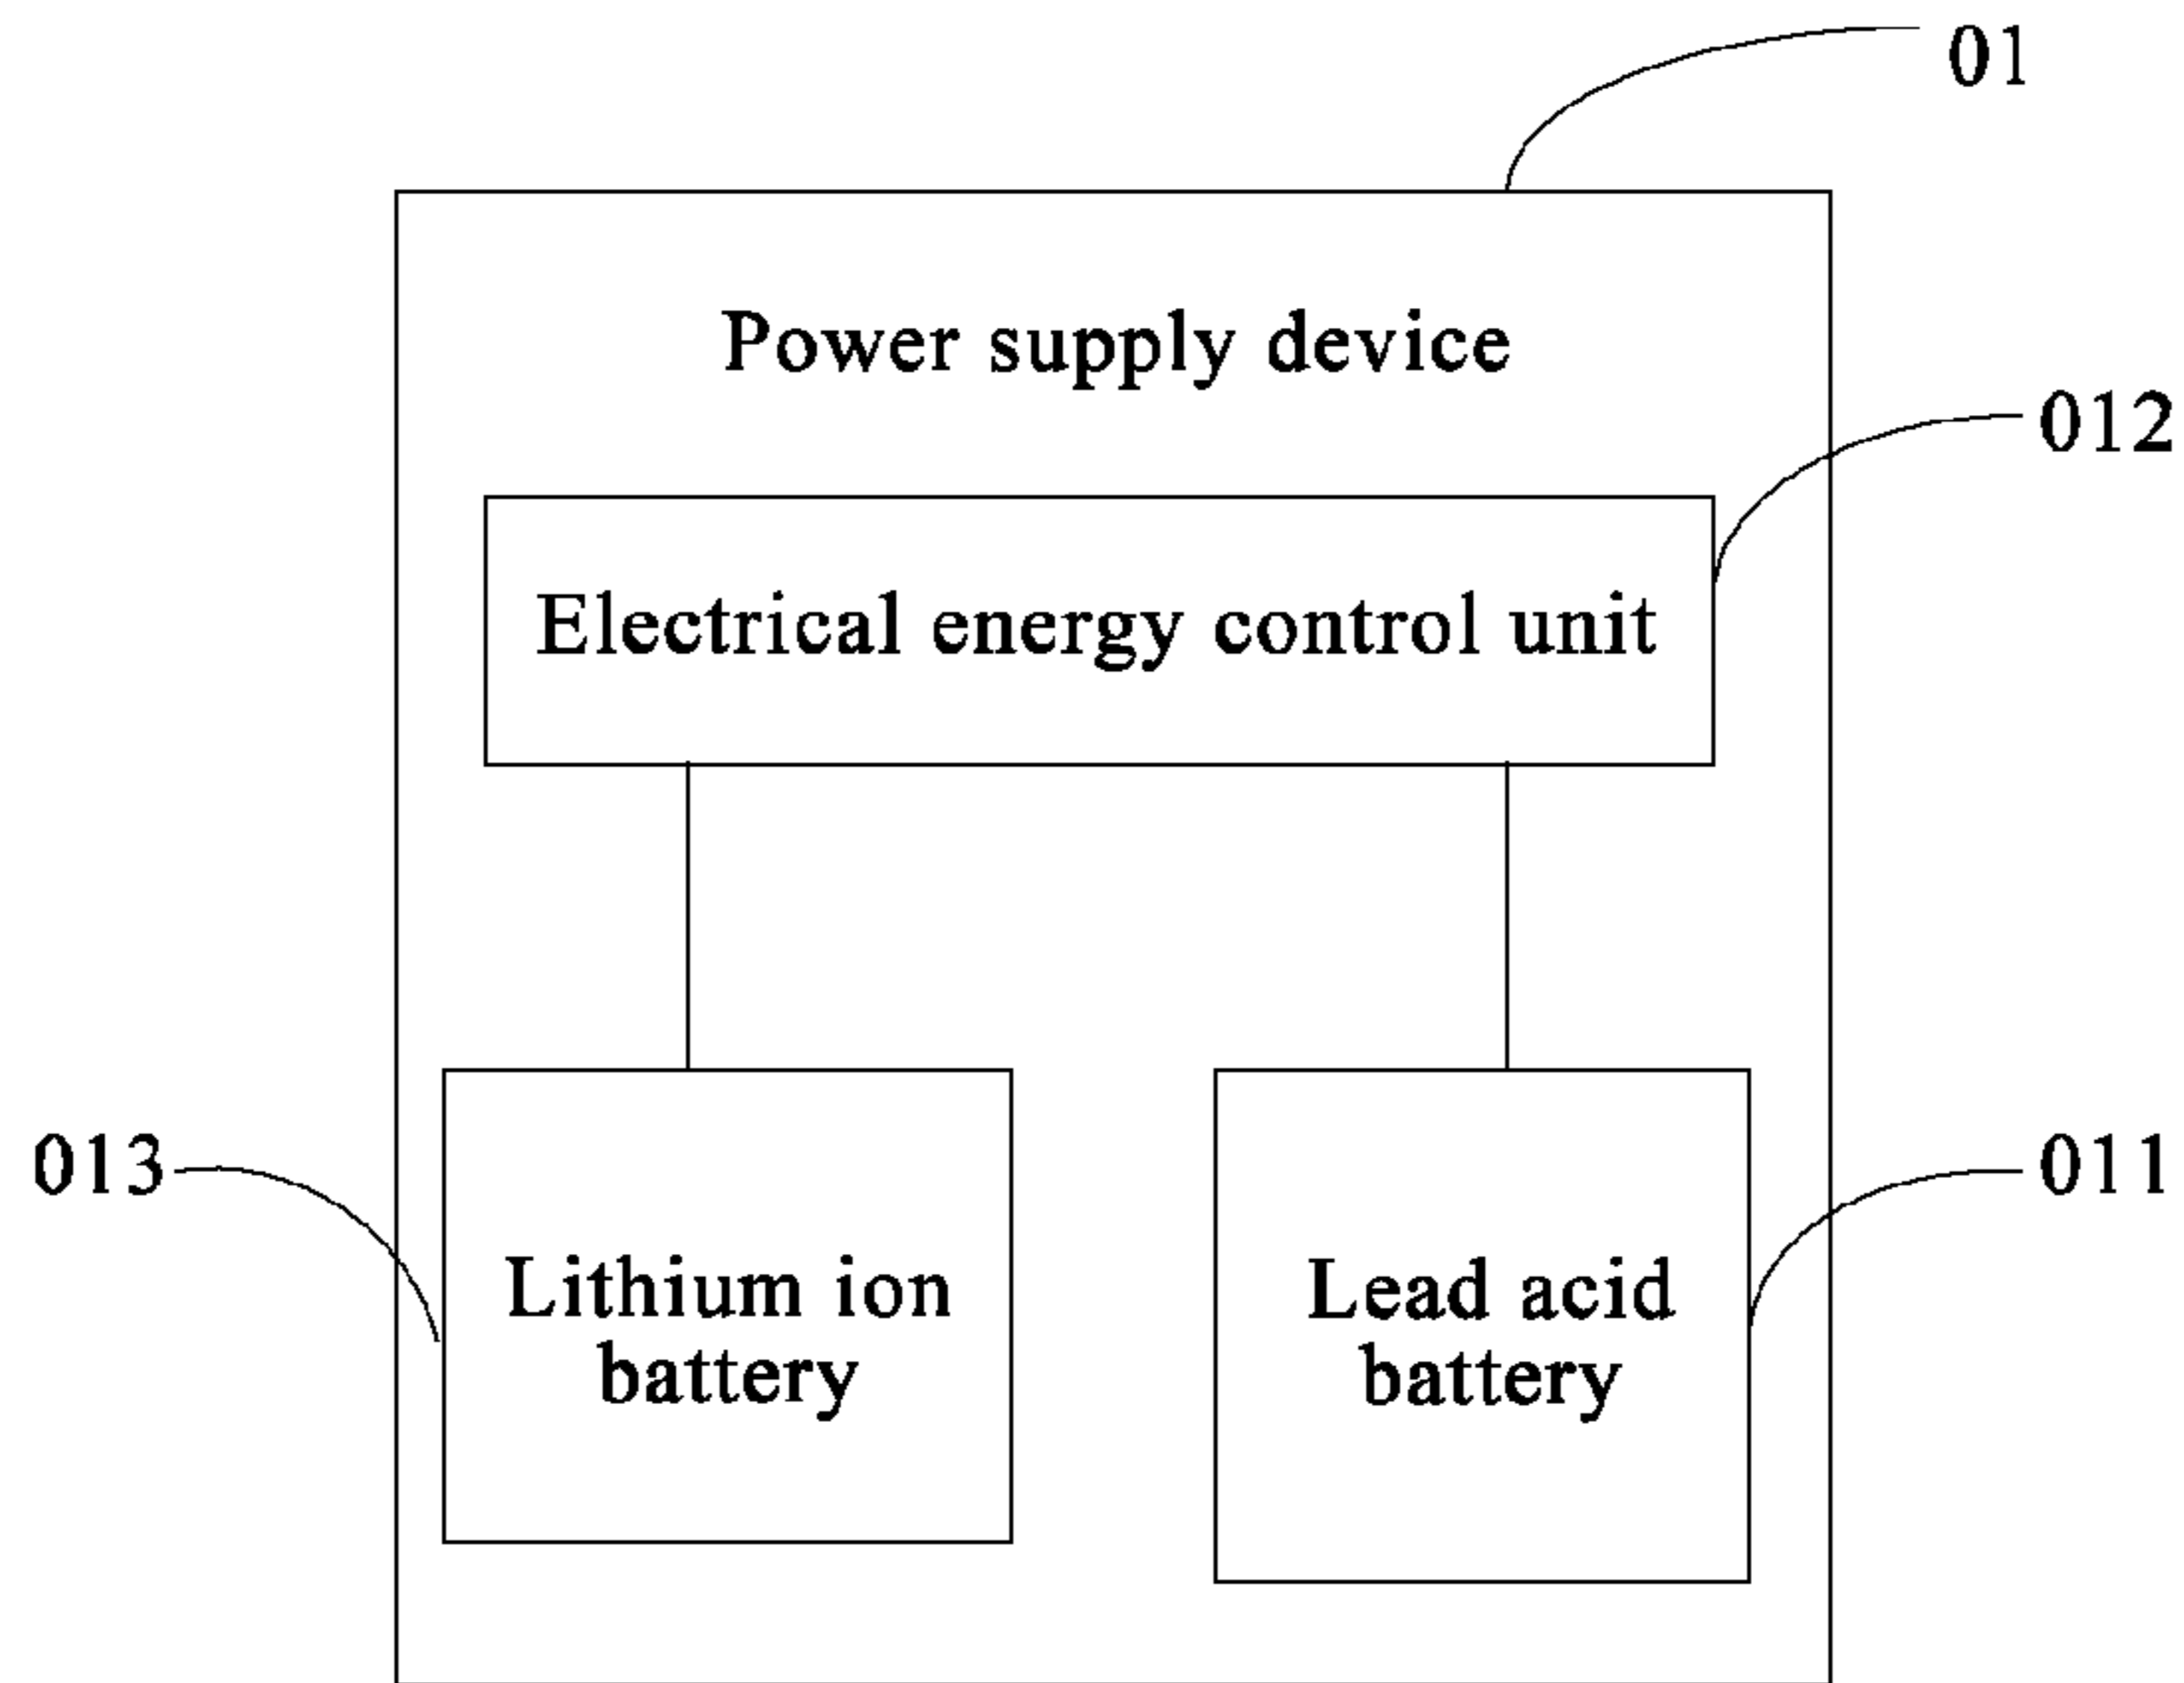 01
Power supply device
012
Electrical energy control unit
013
011
Lithium ion
battery
Lead acid
battery